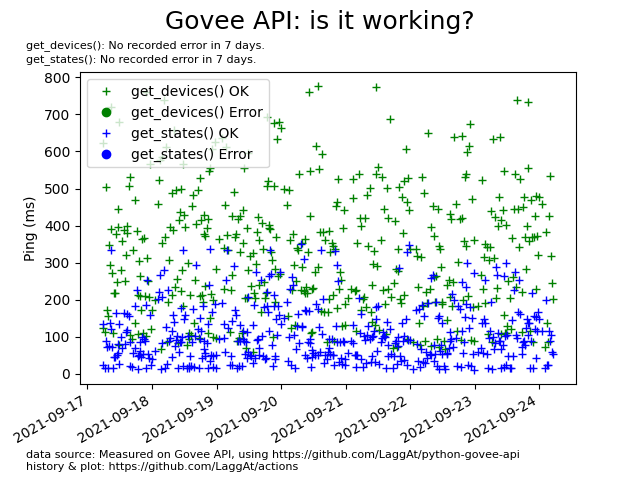 Govee API: is it working?
get_devices(): No recorded error in 7 days.
get_states(): No recorded error in 7 days.
800
700
600
500
400
300
200
100
0
Ping (ms)
get_devices() OK
get_devices() Error
get_states() OK
get_states() Error
2021-09-17
2021-09-18
2021-09-19
2021-09-20
2021-09-21
2021-09-22
2021-09-23
2021-09-24
data source: Measured on Govee API, using https://github.com/LaggAt/python-govee-api
history & plot: https://github.com/LaggAt/actions